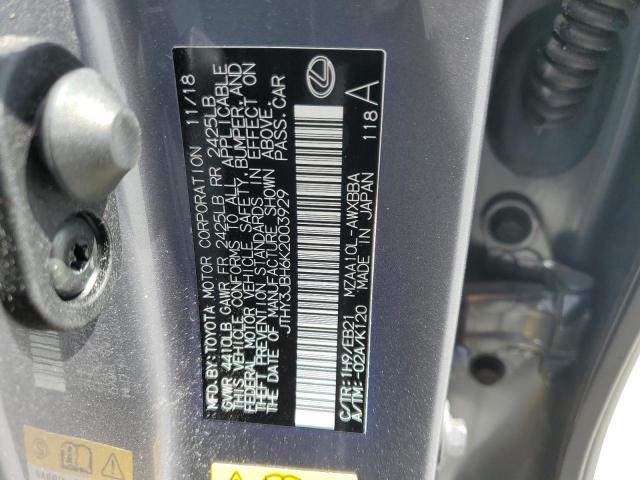 MFD.BY: TOYOTA MOTOR CORPORATION 11/18
GVWR 4410LB GAWR FR 2425LB RR 2425LB
THIS VEHICLE CONFORMS TO ALL APPLICABLE
FEDERAL MOTOR VEHICLE SAFETY, BUMPER, AND
THEFT PREVENTION STANDARDS IN EFFECT ON
THE DATE OF MANUFACTURE SHOWN ABOVE.
JTHY3JBH6K2003929 PASS.CAR
C/TR: 1H9/EB21 MZAA10L-AWXBBA
A/TM: -02A/K120 MADE IN JAPAN 118 A